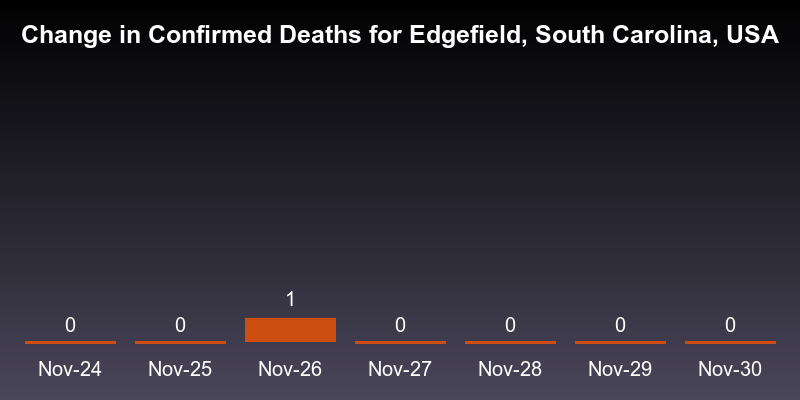 Change in Confirmed Deaths for Edgefield, South Carolina, USA
0 0 1 0 0 0 0
Nov-24 Nov-25 Nov-26 Nov-27 Nov-28 Nov-29 Nov-30